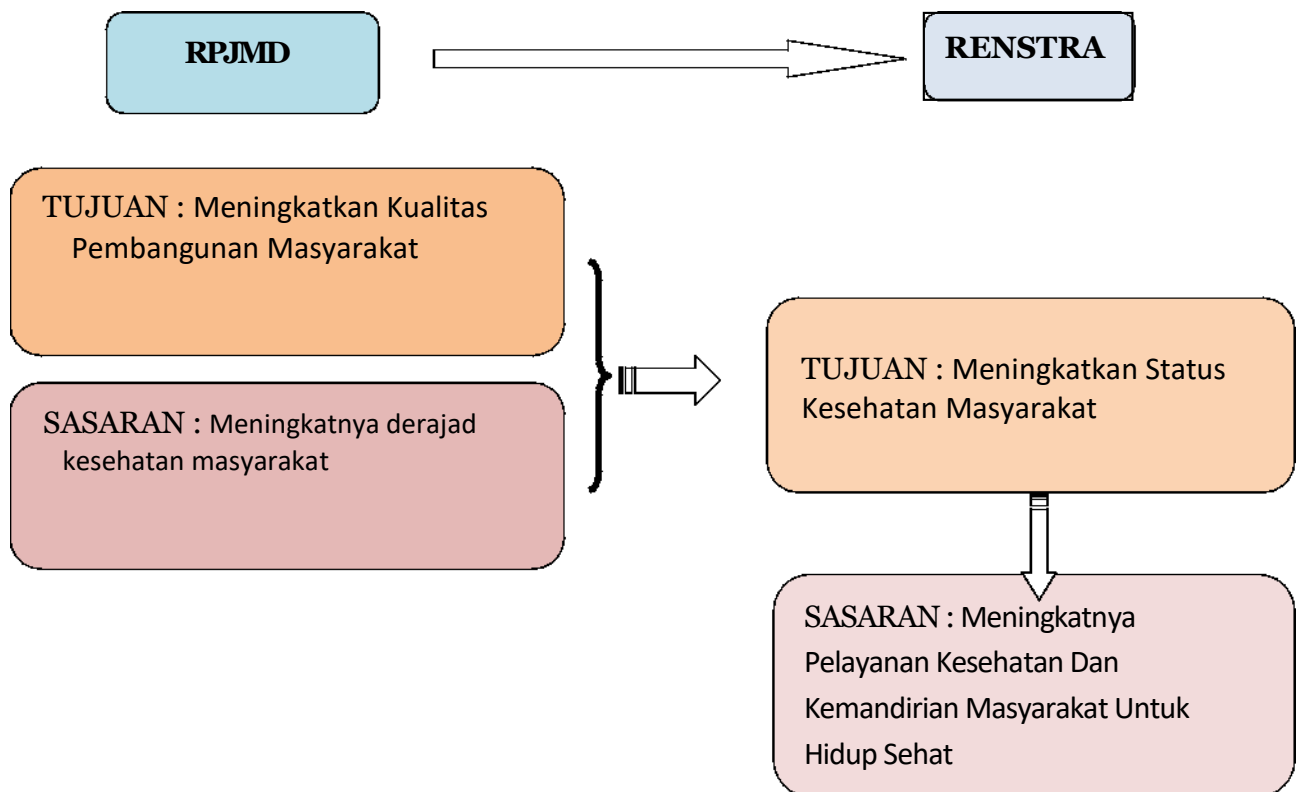 RPJMD
RENSTRA
TUJUAN : Meningkatkan Kualitas
Pembangunan Masyarakat
SASARAN : Meningkatnya derajad
kesehatan masyarakat
TUJUAN : Meningkatkan Status
Kesehatan Masyarakat
SASARAN : Meningkatnya
Pelayanan Kesehatan Dan
Kemandirian Masyarakat Untuk
Hidup Sehat